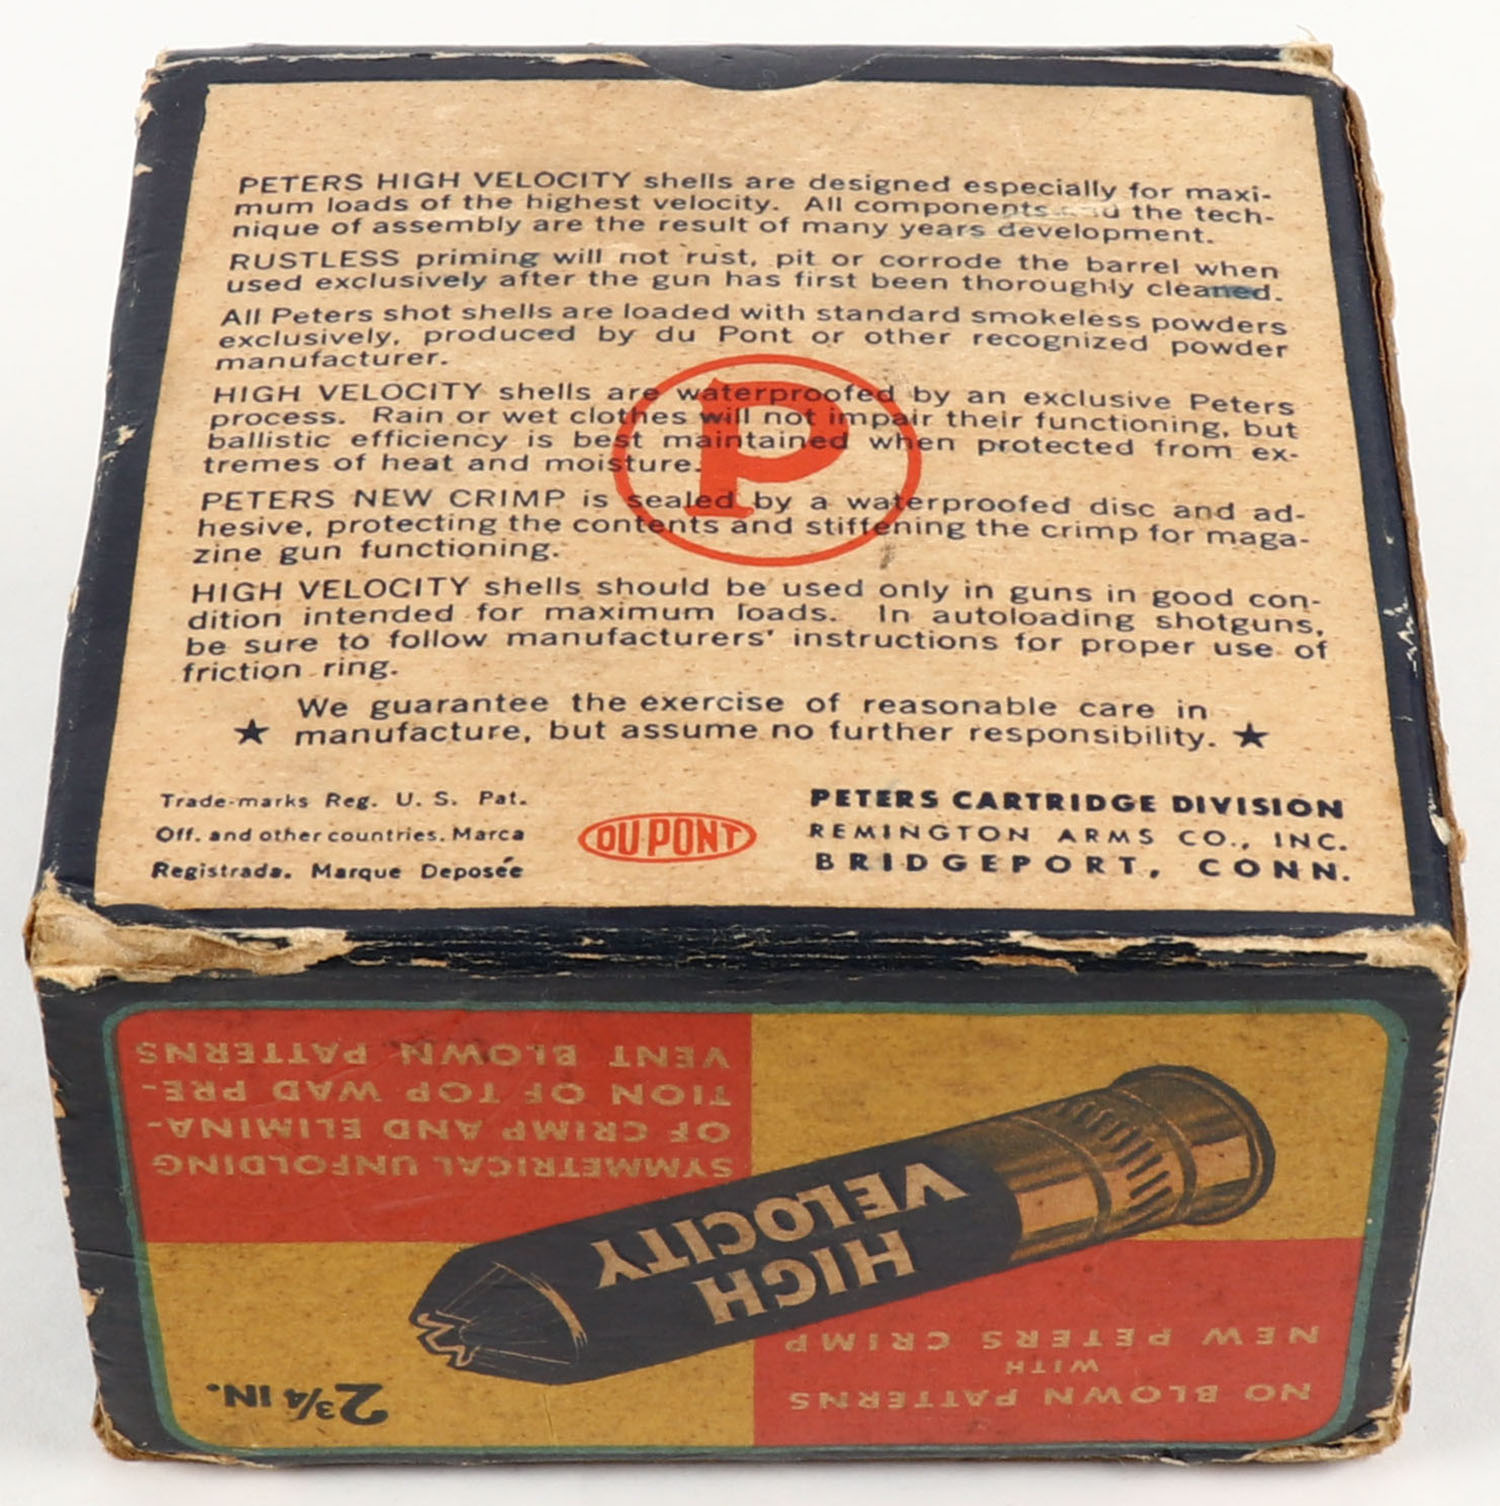 PETERS HIGH VELOCITY shells are designed especially for maxi-
mum loads of the highest velocity. All components and the tech-
nique of assembly are the result of many years development.
RUSTLESS priming will not rust, pit or corrode the barrel when
used exclusively after the gun has first been thoroughly cleaned.
All Peters shot shells are loaded with standard smokeless powders
exclusively, produced by du Pont or other recognized powder
manufacturer.
HIGH VELOCITY shells are waterproofed by an exclusive Peters
process. Rain or wet clothes will not impair their functioning, but
ballistic efficiency is best maintained when protected from ex-
tremes of heat and moisture.
P
PETERS NEW CRIMP is sealed by a waterproofed disc and ad-
hesive, protecting the contents and stiffening the crimp for maga-
zine gun functioning.
HIGH VELOCITY shells should be used only in guns in good con-
dition intended for maximum loads. In autoloading shotguns,
be sure to follow manufacturers' instructions for proper use of
friction ring.
We guarantee the exercise of reasonable care in
★ manufacture, but assume no further responsibility. ★
Trade-marks Reg. U. S. Pat.
Off. and other countries. Marca
Registrada. Marque Deposée
DU PONT
PETERS CARTRIDGE DIVISION
REMINGTON ARMS CO., INC.
BRIDGEPORT, CONN.
NO BLOWN PATTERNS
WITH
NEW PETERS CRIMP
2 3/4 IN.
HIGH
VELOCITY
SYMMETRICAL UNFOLDING
OF CRIMP AND ELIMINA-
TION OF TOP WAD PRE-
VENT BLOWN PATTERNS